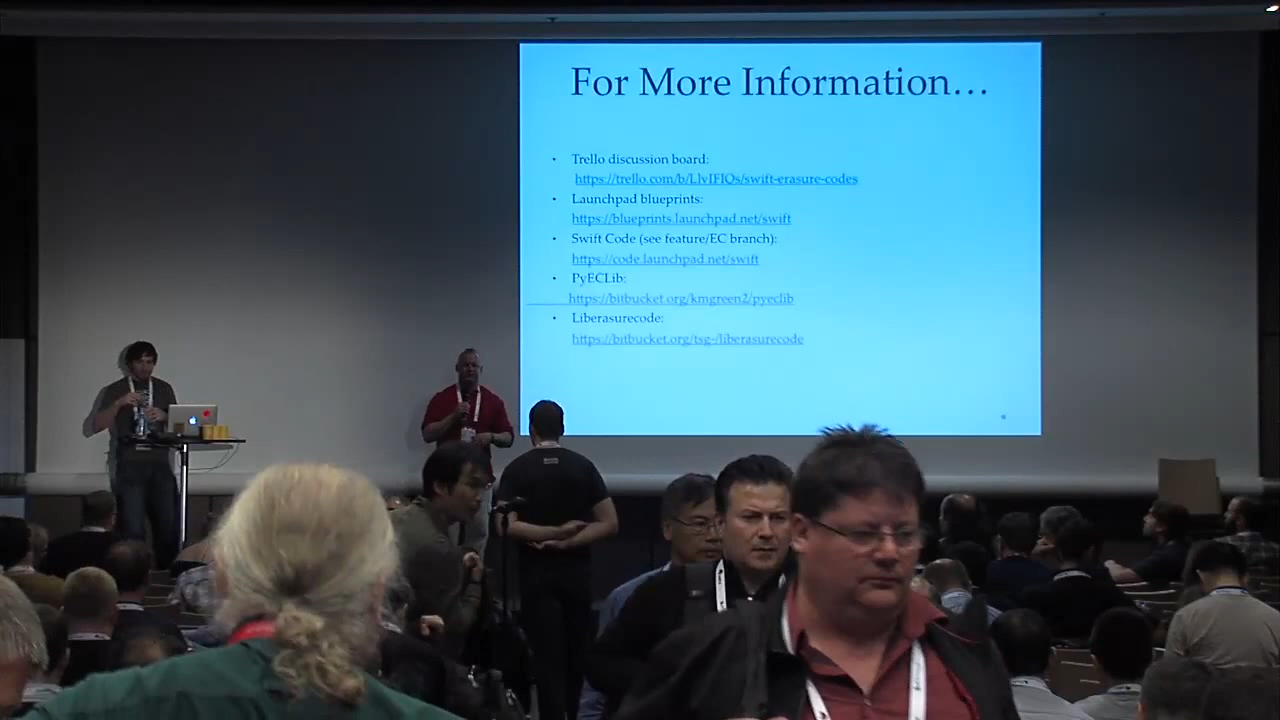 For More Information…
• Trello discussion board:
https://trello.com/b/LlvIFIQs/swift-erasure-codes
• Launchpad blueprints:
https://blueprints.launchpad.net/swift
• Swift Code (see feature/EC branch):
https://code.launchpad.net/swift
• PyECLib:
https://bitbucket.org/kmgreen2/pyeclib
• Liberasurecode:
https://bitbucket.org/tsg-/liberasurecode